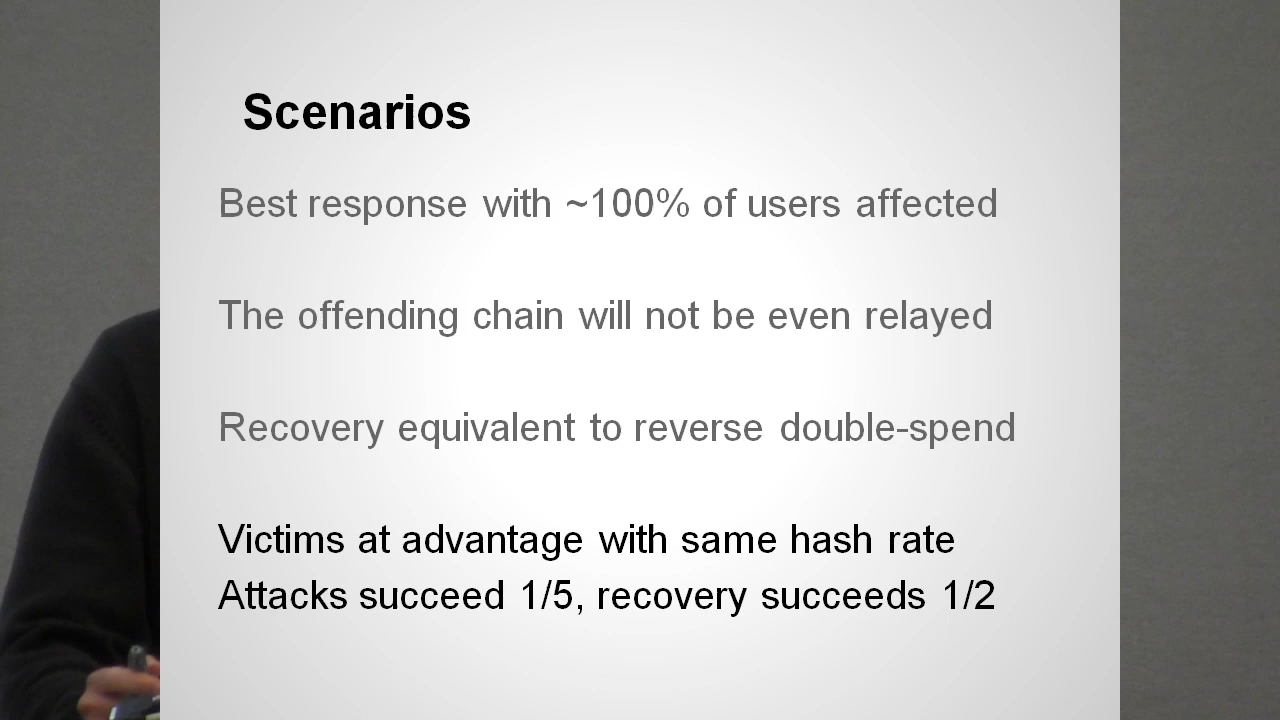 Scenarios
Best response with ~100% of users affected
The offending chain will not be even relayed
Recovery equivalent to reverse double-spend
Victims at advantage with same hash rate
Attacks succeed 1/5, recovery succeeds 1/2